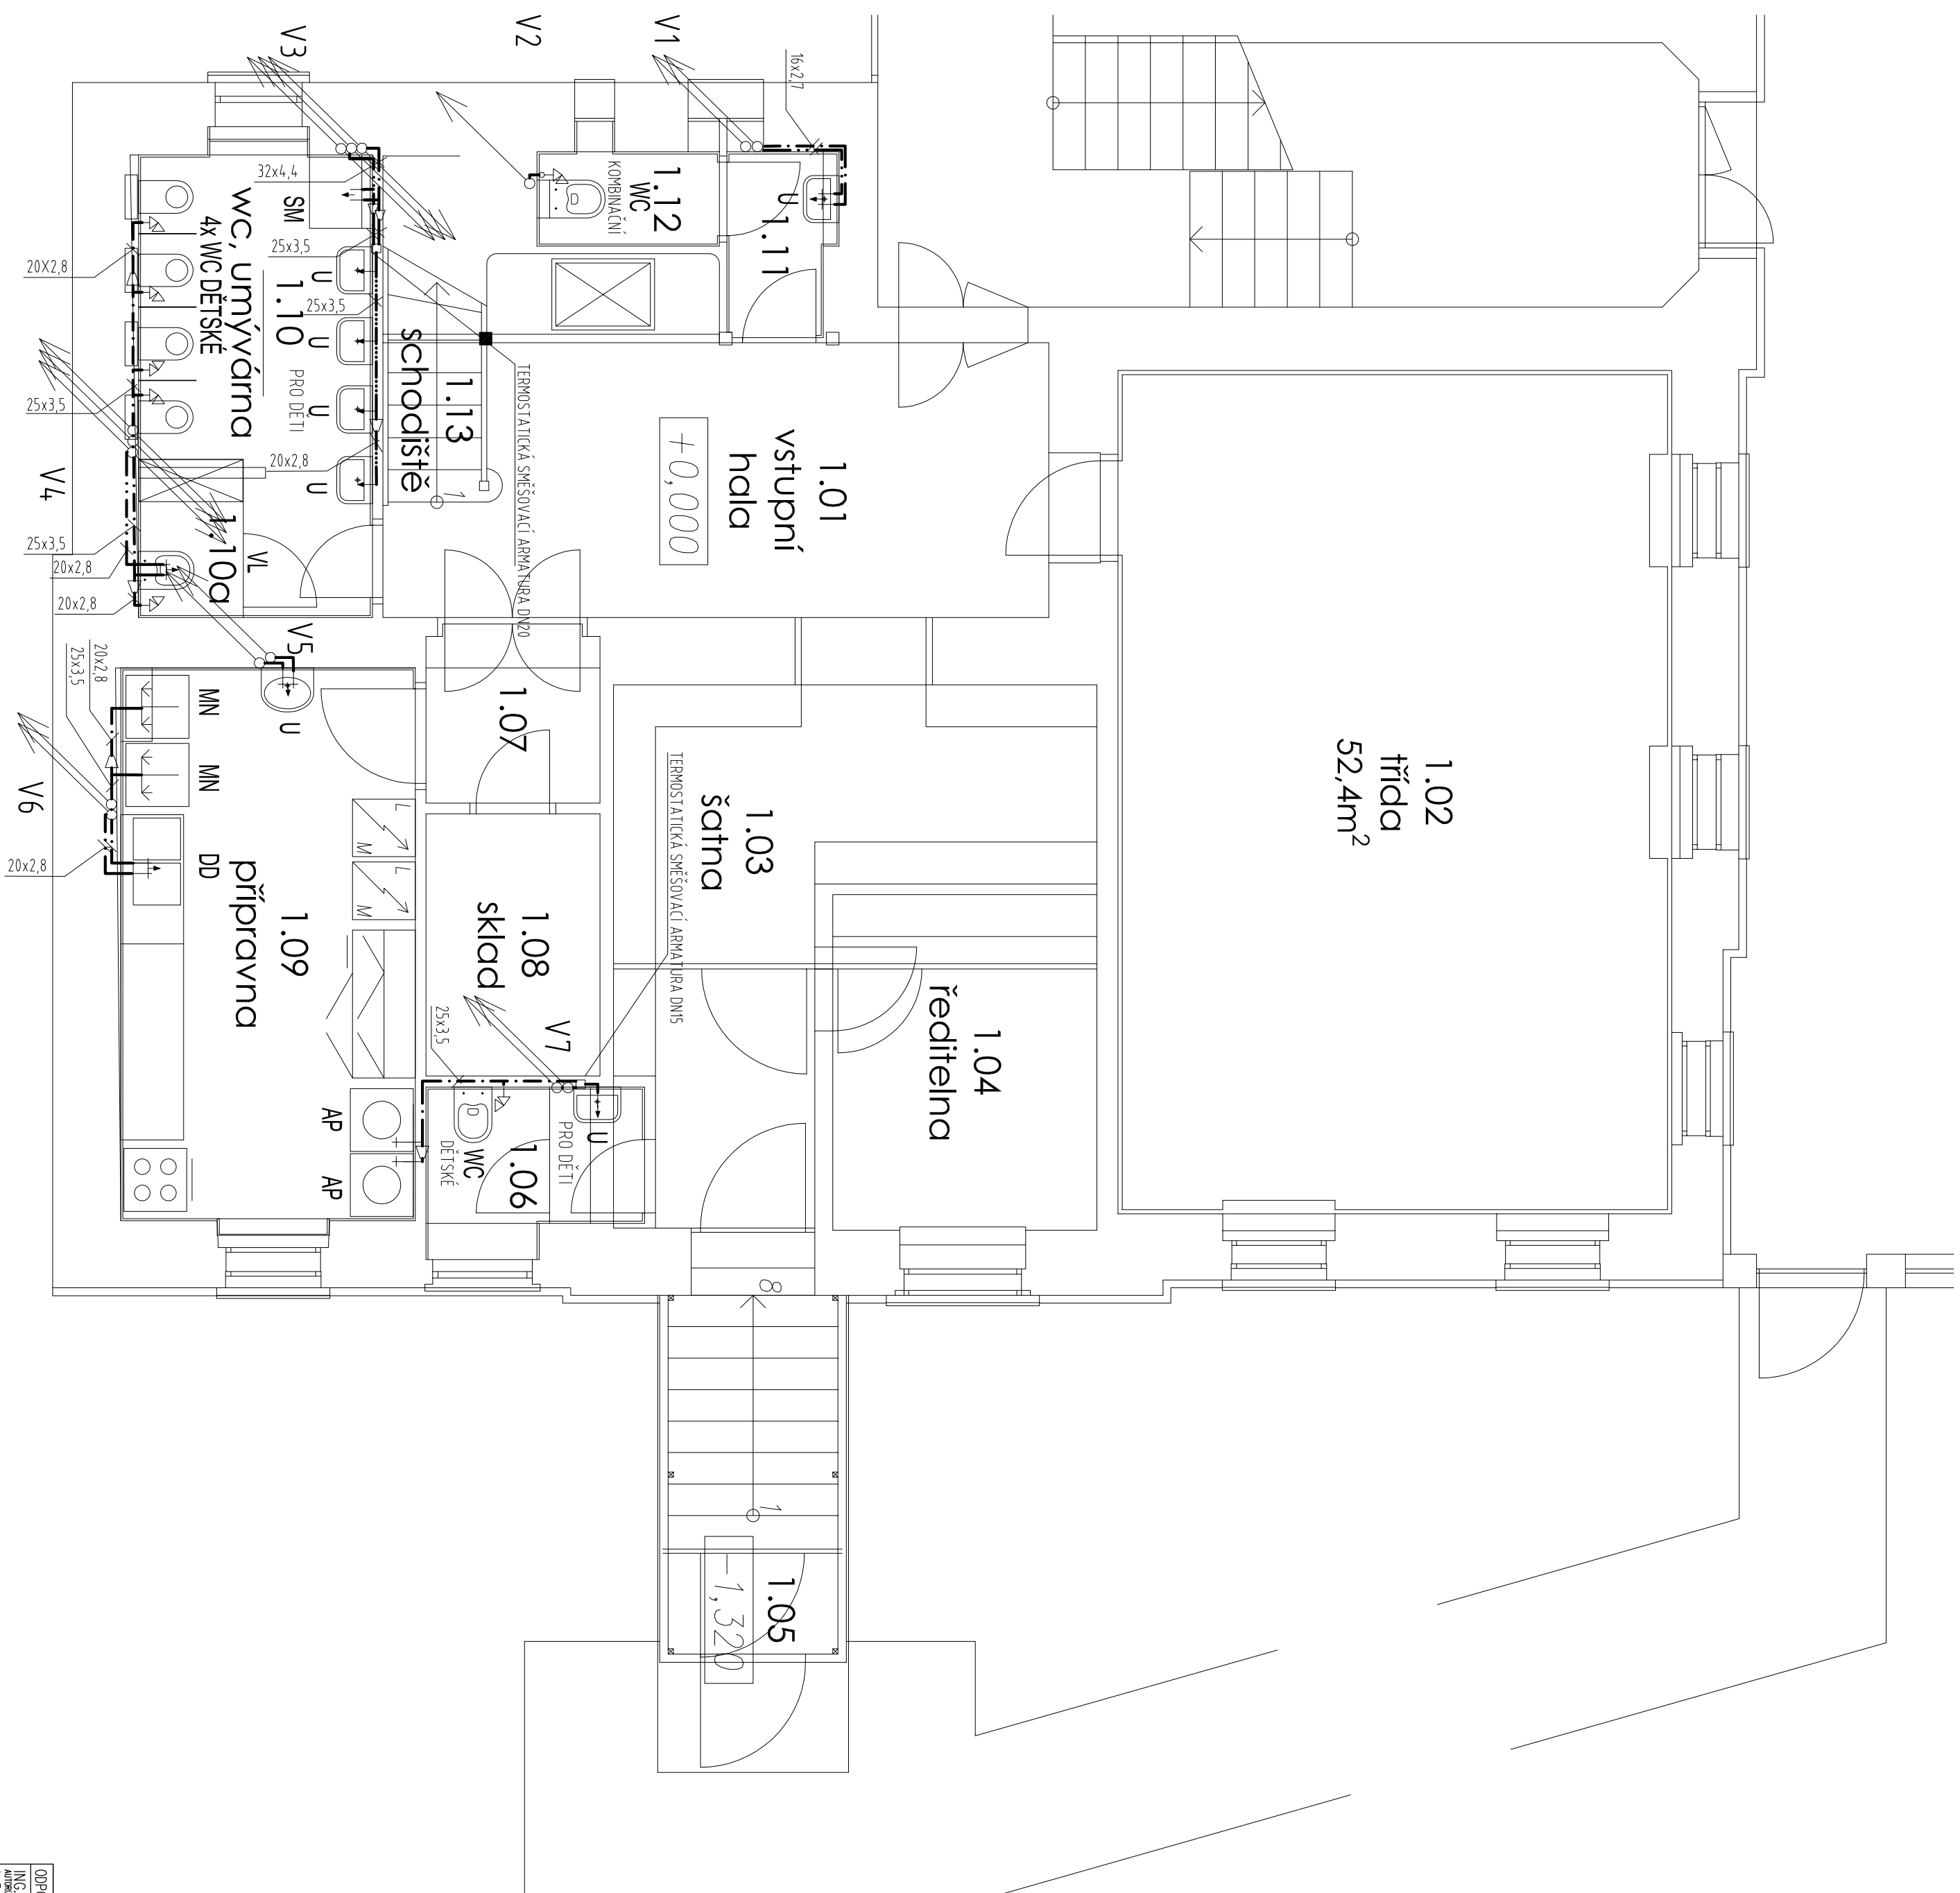 V1
V2
V3
16x2,7
1.12
WC
KOMBINAČNÍ
U
1.11
32x4,4
SM
25x3,5
wc, umývárna
4x WC DĚTSKÉ
1.10
PRO DĚTI
U
25x3,5
U
U
U
20x2,8
20X2,8
25x3,5
V4
25x3,5
20x2,8
20x2,8
1.10a
VL
1.13
schodiště
1
TERMOSTATICKÁ SMĚŠOVACÍ ARMATURA DN20
1.01
vstupní
hala
+0,000
1.02
třída
52,4m²
V5
U
20x2,8
25x3,5
MN
MN
DD
V6
20x2,8
1.07
1.03
šatna
TERMOSTATICKÁ SMĚŠOVACÍ ARMATURA DN15
1.08
sklad
L
M
L
M
1.09
přípravna
1.04
ředitelna
V7
25x3,5
U
PRO DĚTI
1.06
WC
DĚTSKÉ
AP
AP
8
1
1.05
-1,320
ING.